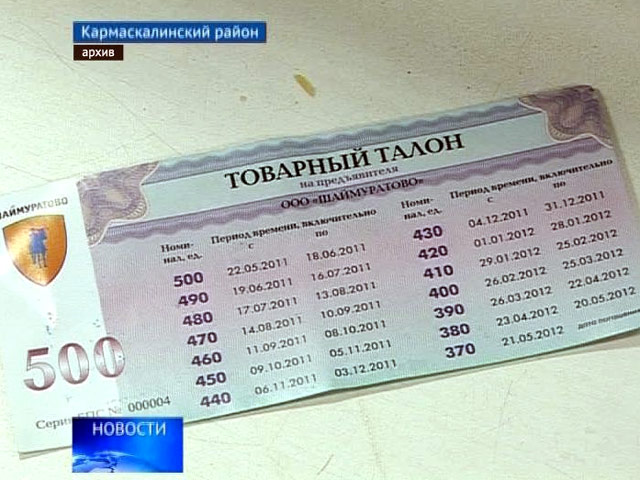 Кармаскалинский район
архив
ТОВАРНЫЙ ТАЛОН
на предъявителя
ООО «ШАЙМУРАТОВО»
ШАЙМУРАТОВО
Номи- нал, ед. Период времени, включительно с по
500 22.05.2011 18.06.2011
490 19.06.2011 16.07.2011
480 17.07.2011 13.08.2011
470 14.08.2011 10.09.2011
460 11.09.2011 08.10.2011
450 09.10.2011 05.11.2011
440 06.11.2011 03.12.2011
Номи- нал, ед. Период времени, включительно с по
430 04.12.2011 31.12.2011
420 01.01.2012 28.01.2012
410 29.01.2012 25.02.2012
400 26.02.2012 25.03.2012
390 26.03.2012 22.04.2012
380 23.04.2012 20.05.2012
370 21.05.2012 дата погашения
500
Серия БПС № 000004
НОВОСТИ